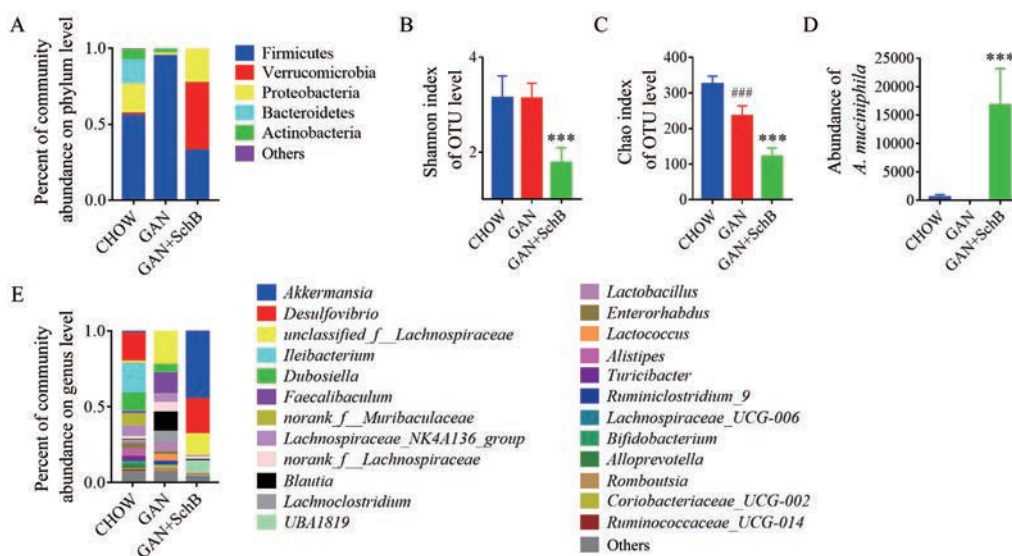 A
Percent of community
abundance on phylum level
1.0
0.5
0.0
CHOW
GAN
GAN+SchB
Firmicutes
Verrucomicrobia
Proteobacteria
Bacteroidetes
Actinobacteria
Others
B
Shannon index
of OTU level
4
2
***
CHOW
GAN
GAN+SchB
C
Chao index
of OTU level
400
300
200
100
0
###
***
CHOW
GAN
GAN+SchB
D
Abundance of
A. muciniphila
25000
20000
15000
10000
5000
0
***
CHOW
GAN
GAN+SchB
E
Percent of community
abundance on genus level
1.0
0.5
0.0
CHOW
GAN
GAN+SchB
Akkermansia
Desulfovibrio
unclassified_f__Lachnospiraceae
Ileibacterium
Dubosiella
Faecalibaculum
norank_f__Muribaculaceae
Lachnospiraceae_NK4A136_group
norank_f__Lachnospiraceae
Blautia
Lachnoclostridium
UBA1819
Lactobacillus
Enterorhabdus
Lactococcus
Alistipes
Turicibacter
Ruminiclostridium_9
Lachnospiraceae_UCG-006
Bifidobacterium
Alloprevotella
Romboutsia
Coriobacteriaceae_UCG-002
Ruminococcaceae_UCG-014
Others